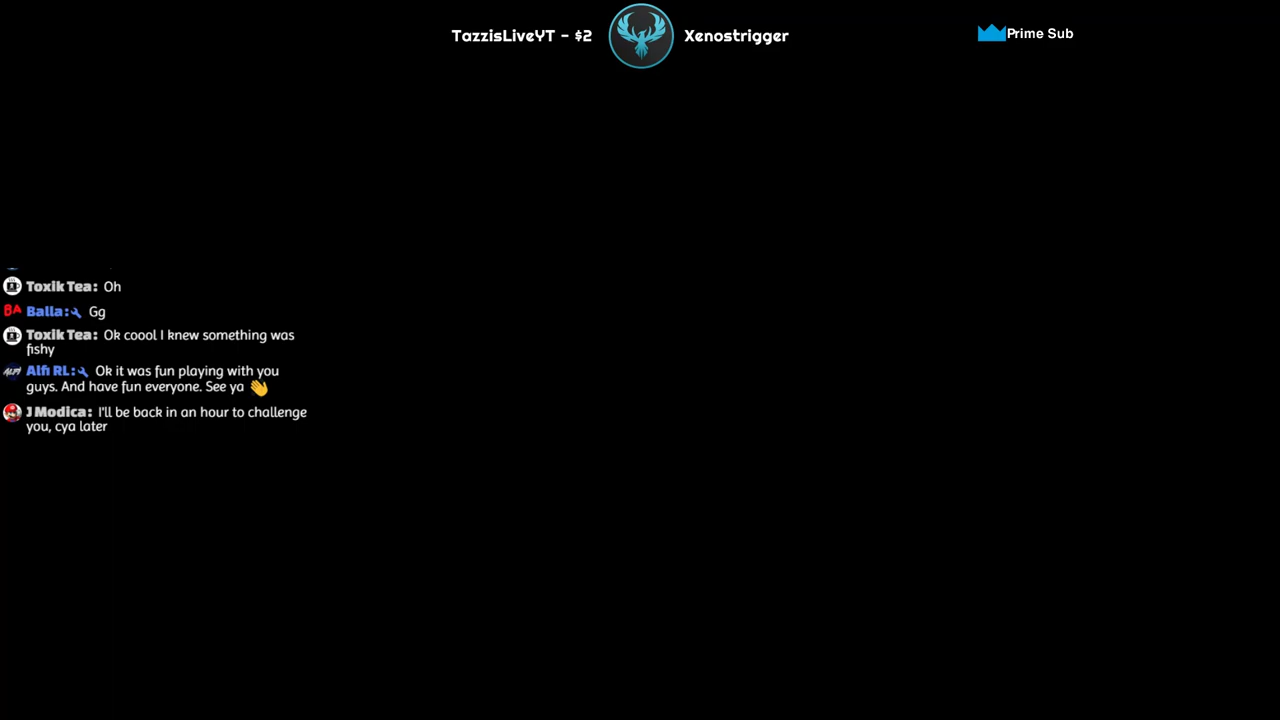 TazzisLiveYT - $2
Xenostrigger
Prime Sub
Toxik Tea: Oh
BA Balla: Gg
Toxik Tea: Ok coool I knew something was
fishy
ALFI Alfi RL: Ok it was fun playing with you
guys. And have fun everyone. See ya 👋
J Modica: I'll be back in an hour to challenge
you, cya later